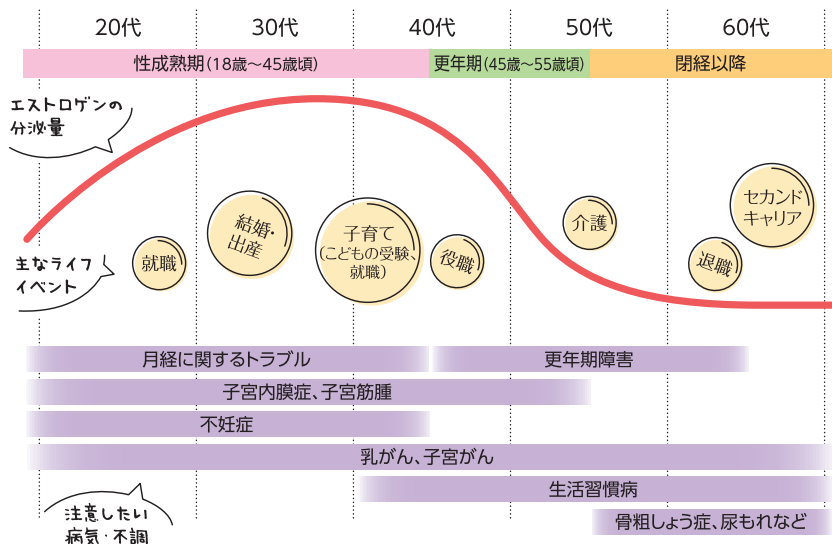 20代
30代
40代
50代
60代
性成熟期(18歳～45歳頃)
更年期(45歳～55歳頃)
閉経以降
エストロゲンの
分泌量
主なライフ
イベント
就職
結婚・
出産
子育て
(こどもの受験、
就職)
役職
介護
退職
セカンド
キャリア
月経に関するトラブル
更年期障害
子宮内膜症、子宮筋腫
不妊症
乳がん、子宮がん
生活習慣病
骨粗しょう症、尿もれなど
注意したい
病気・不調